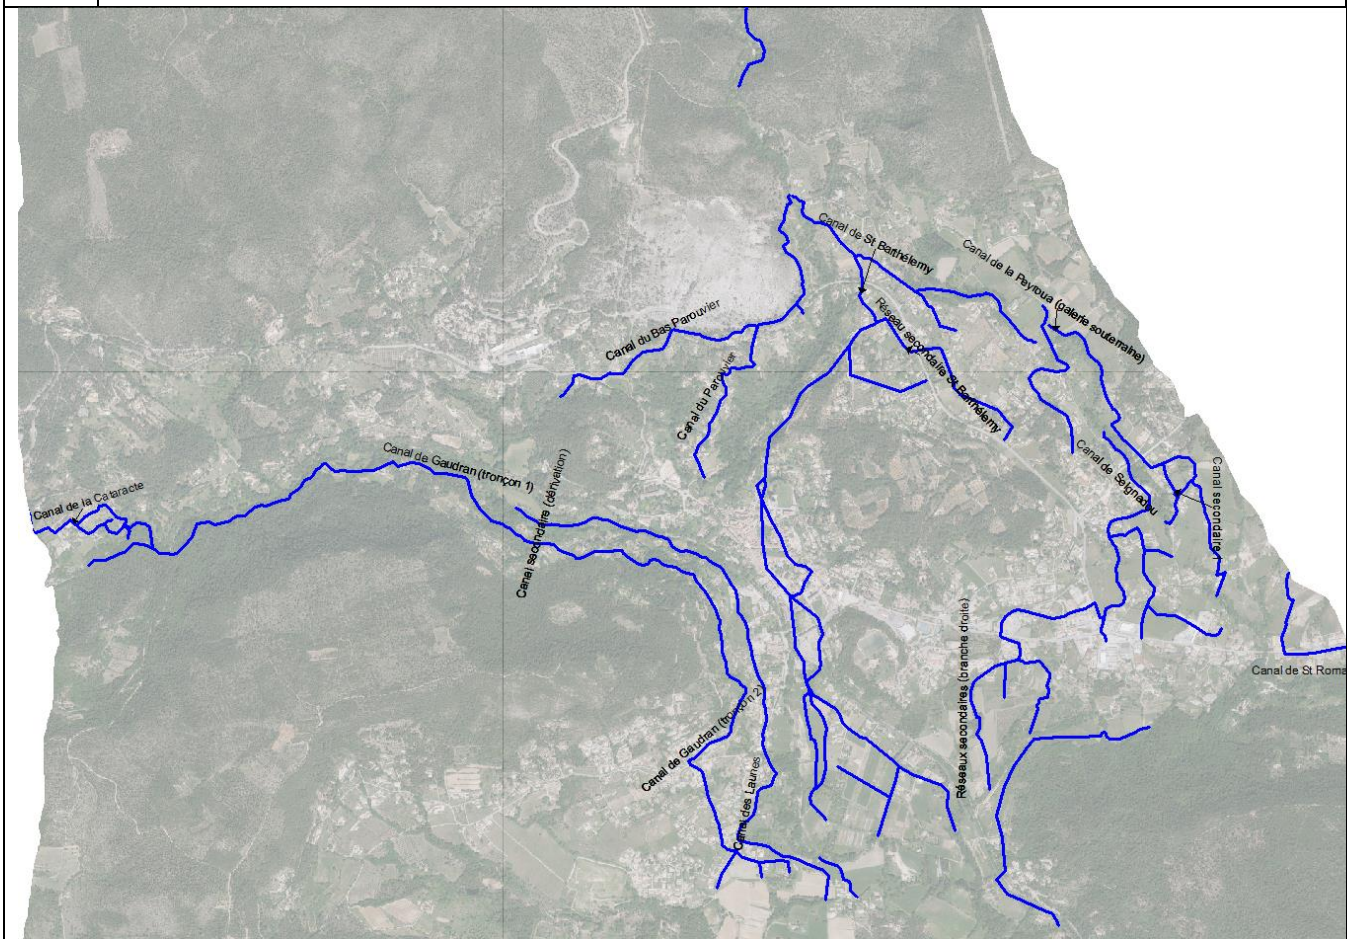 Canal de St Barthélemy
Canal de la Peyroua (galerie souterraine)
Canal du Bas Parouvier
Réseau secondaire St Barthélemy
Canal du Parouvier
Canal de Gaudran (tronçon 1)
Canal secondaire (dérivation)
Canal de Seignadou
Canal secondaire 1
Canal de la Cataracte
Réseaux secondaires (branche droite)
Canal de St Roma
Canal de Gaudran (tronçon 2)
Canal des Lauries